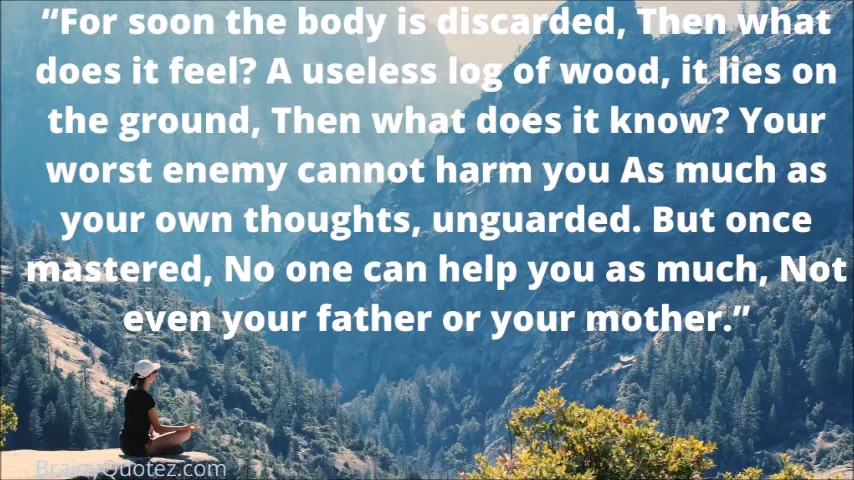 “For soon the body is discarded, Then what
does it feel? A useless log of wood, it lies on
the ground, Then what does it know? Your
worst enemy cannot harm you As much as
your own thoughts, unguarded. But once
mastered, No one can help you as much, Not
even your father or your mother.”
BrainyQuotez.com